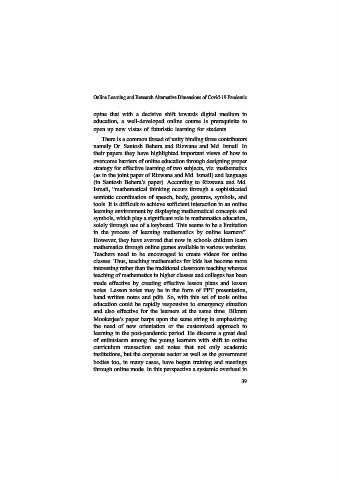 Online Learning and Research Alternative Dimensions of Covid-19 Pandemic
opine that with a decisive shift towards digital medium in
education, a well-developed online course is prerequisite to
open up new vistas of futuristic learning for students.
There is a common thread of unity binding three contributors
namely Dr. Santosh Behera and Rizwana and Md. Ismail. In
their papers they have highlighted important views of how to
overcome barriers of online education through designing proper
strategy for effective learning of two subjects, viz. mathematics
(as in the joint paper of Rizwana and Md. Ismail) and language
(in Santosh Behera's paper). According to Rizwana and Md.
Ismail, "mathematical thinking occurs through a sophisticated
semiotic coordination of speech, body, gestures, symbols, and
tools. It is difficult to achieve sufficient interaction in an online
learning environment by displaying mathematical concepts and
symbols, which play a significant role in mathematics education,
solely through use of a keyboard. This seems to be a limitation
in the process of learning mathematics by online learners".
However, they have averred that now in schools children learn
mathematics through online games available in various websites.
Teachers need to be encouraged to create videos for online
classes. Thus, teaching mathematics for kids has become more
interesting rather than the traditional classroom teaching whereas
teaching of mathematics in higher classes and colleges has been
made effective by creating effective lesson plans and lesson
notes. Lesson notes may be in the form of PPT presentation,
hand written notes and pdfs. So, with this set of tools online
education could be rapidly responsive to emergency situation
and also effective for the learners at the same time. Bikram
Mookerjee's paper harps upon the same string in emphasizing
the need of new orientation or the customized approach to
learning in the post-pandemic period. He discerns a great deal
of enthusiasm among the young learners with shift to online
curriculum transaction and notes that not only academic
institutions, but the corporate sector as well as the government
bodies too, in many cases, have begun training and meetings
through online mode. In this perspective a systemic overhaul in
39